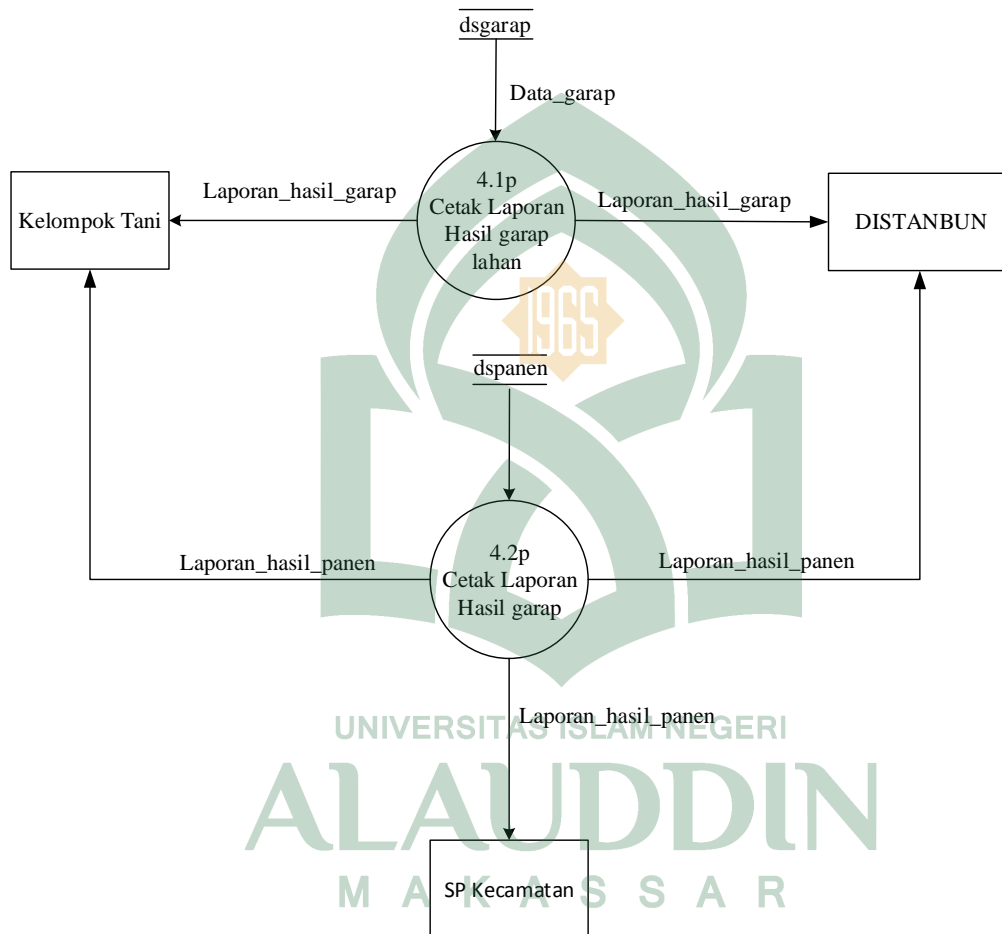 dsgarap
Data_garap
4.1p
Cetak Laporan
Hasil garap
lahan
Laporan_hasil_garap
Kelompok Tani
Laporan_hasil_garap
DISTANBUN
1965
dspanen
4.2p
Cetak Laporan
Hasil garap
Laporan_hasil_panen
Laporan_hasil_panen
Laporan_hasil_panen
UNIVERSITAS ISLAM NEGERI
ALAUDDIN
SP Kecamatan
MAKASSAR